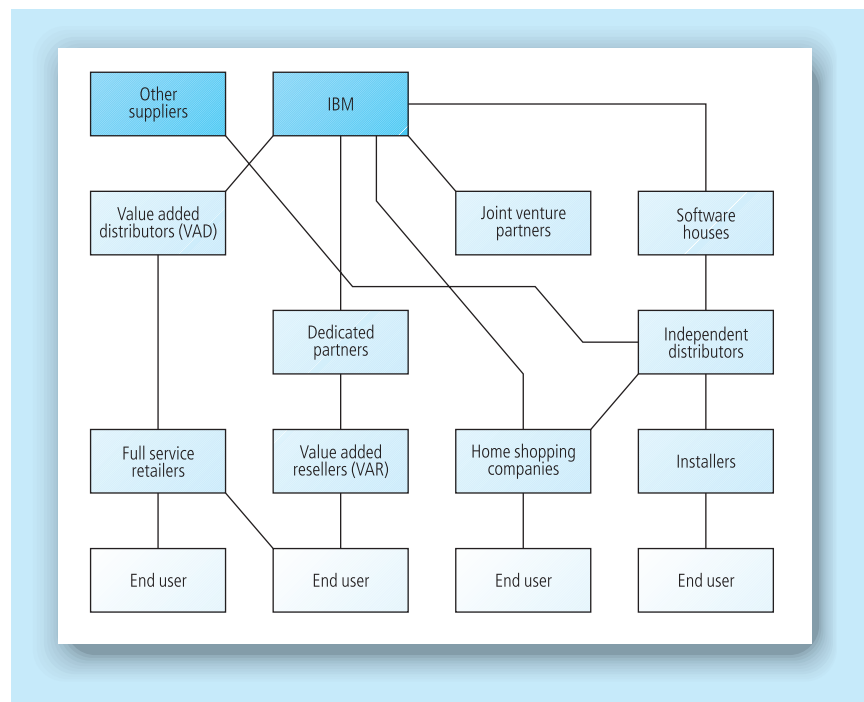 Other
suppliers
IBM
Value added
distributors (VAD)
Joint venture
partners
Software
houses
Dedicated
partners
Independent
distributors
Full service
retailers
Value added
resellers (VAR)
Home shopping
companies
Installers
End user
End user
End user
End user